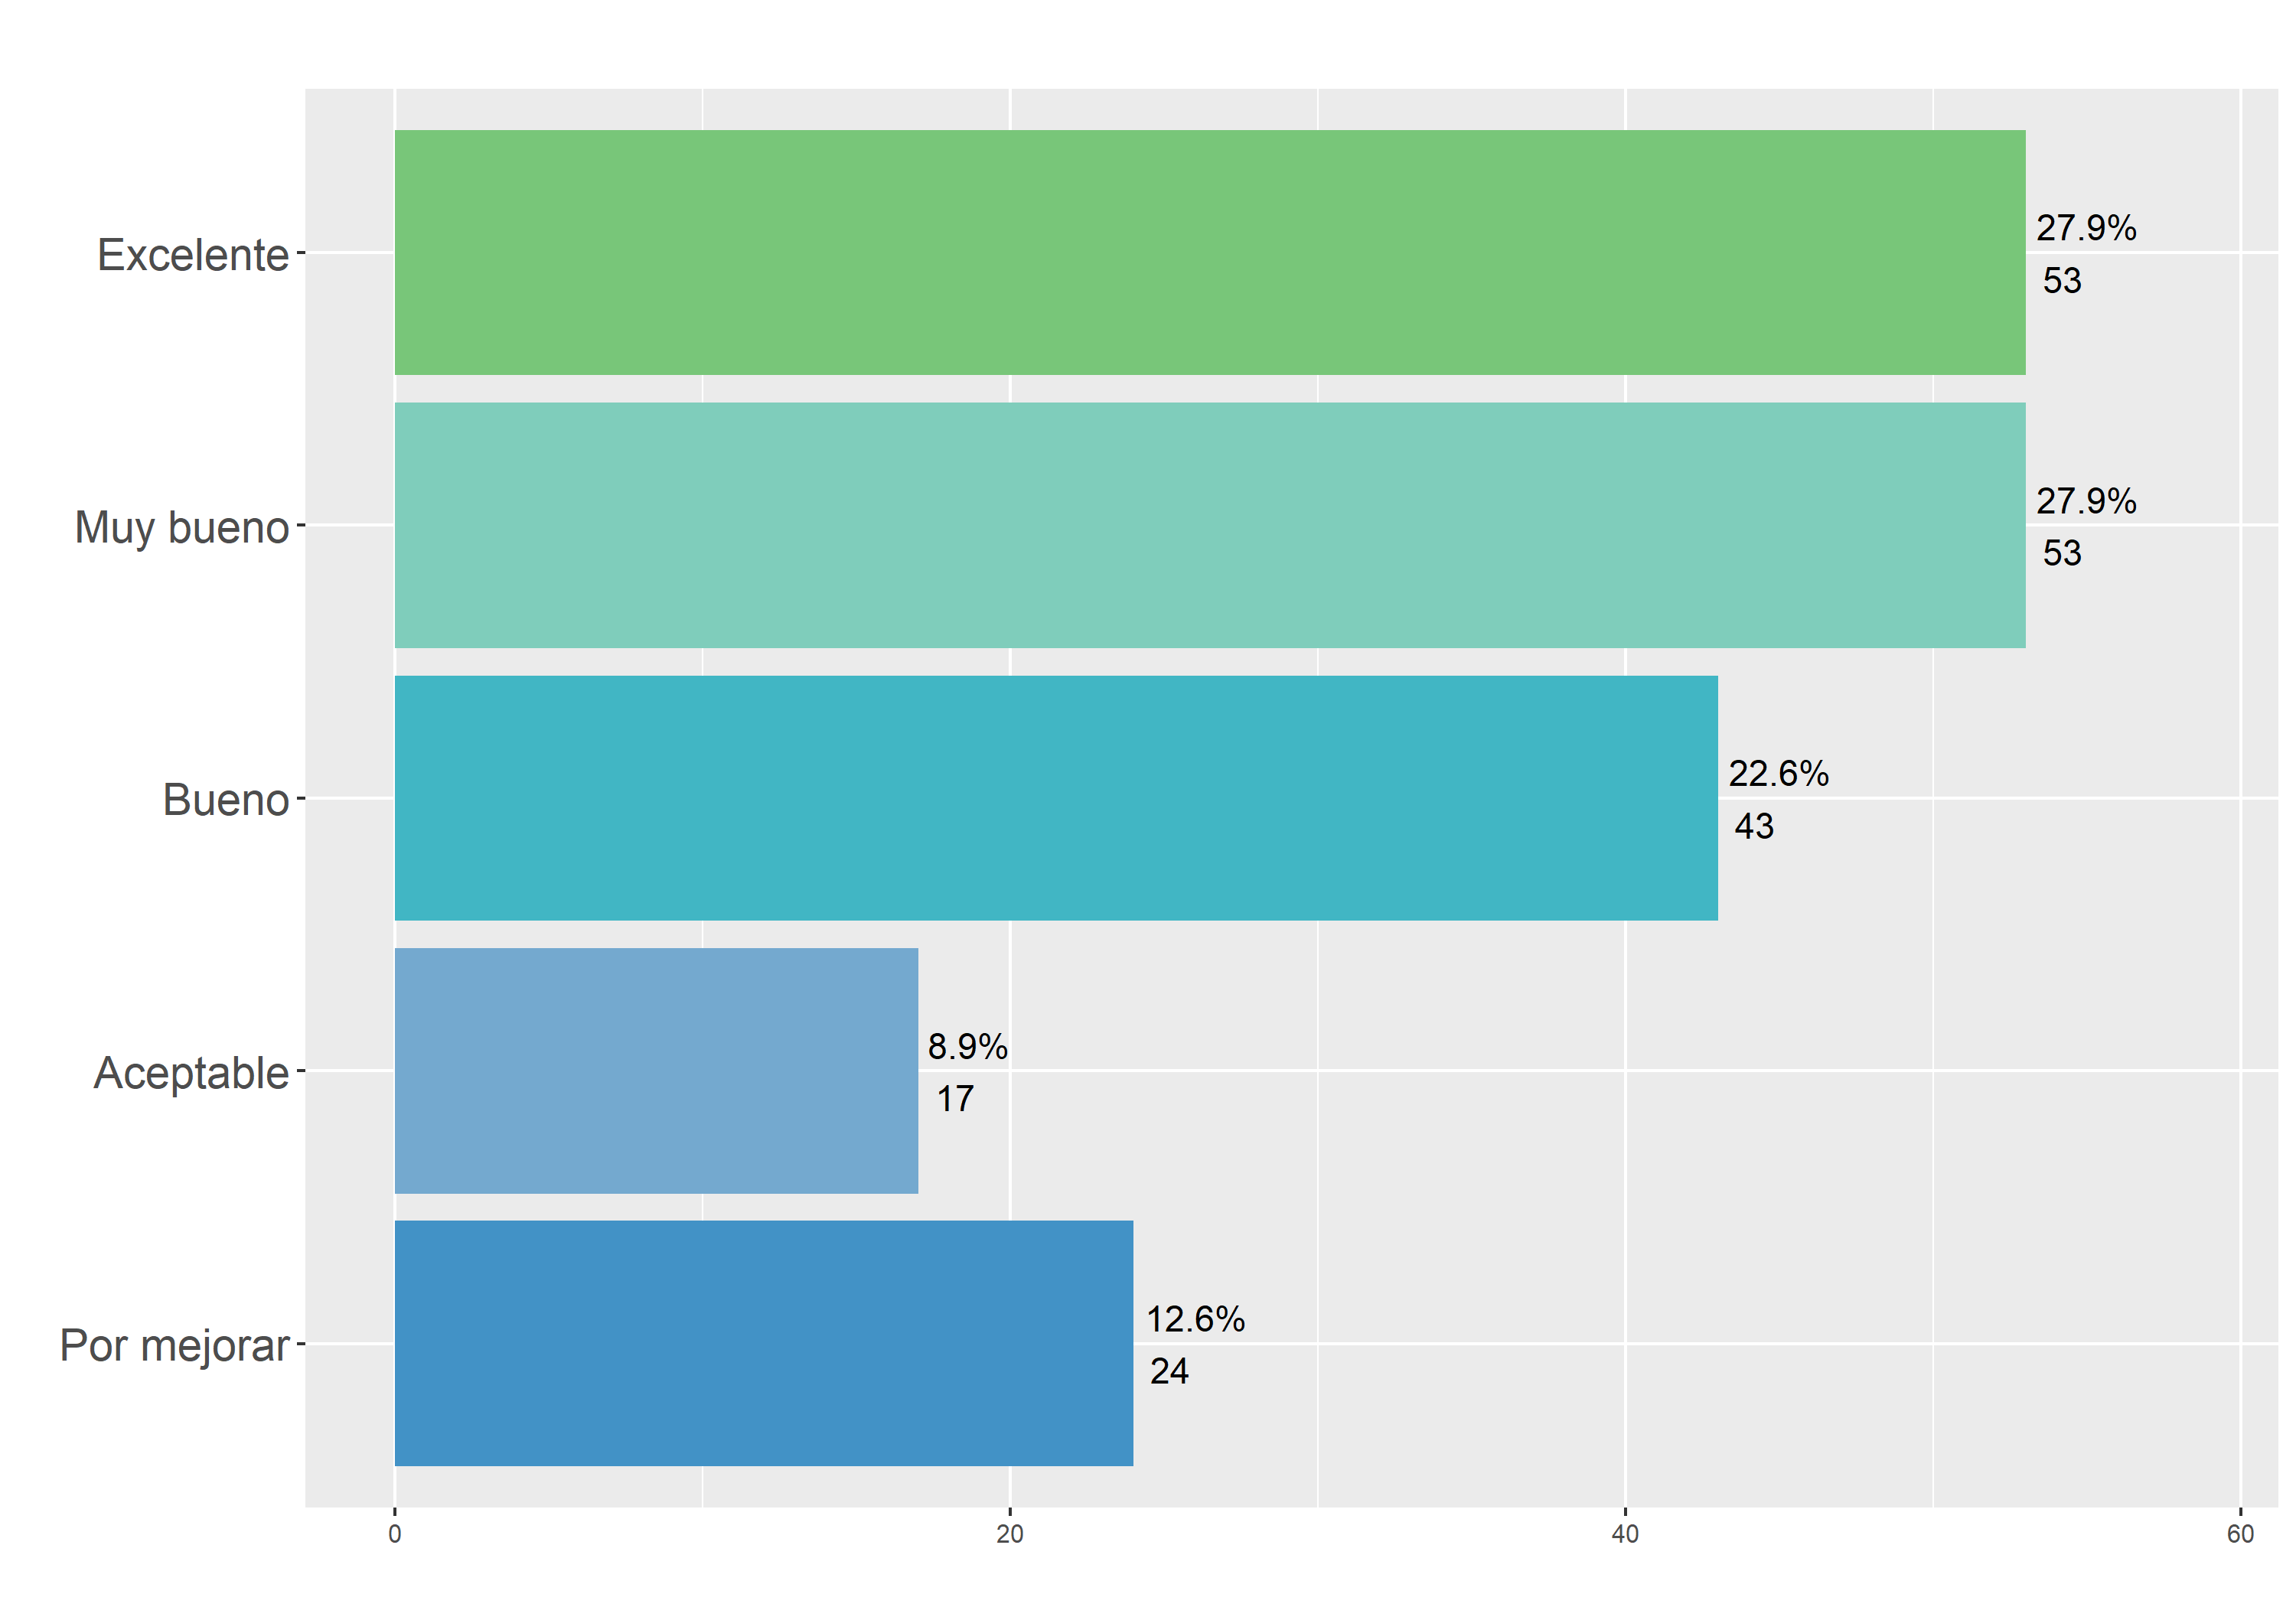 Excelente
27.9%
53
Muy bueno
27.9%
53
Bueno
22.6%
43
Aceptable
8.9%
17
Por mejorar
12.6%
24
0 20 40 60